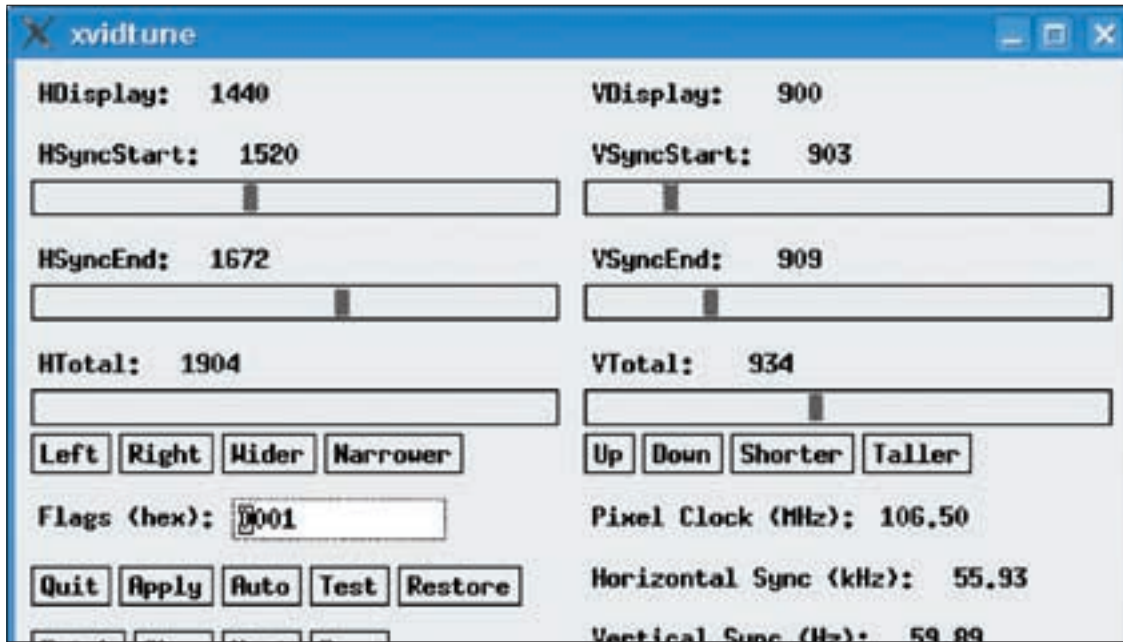 xvidtune
HDisplay: 1440
VDisplay: 900
HSyncStart: 1520
VSyncStart: 903
HSyncEnd: 1672
VSyncEnd: 909
HTotal: 1904
VTotal: 934
Left Right Wider Narrower
Up Down Shorter Taller
Flags (hex): 0001
Pixel Clock (MHz): 106.50
Quit Apply Auto Test Restore
Horizontal Sync (kHz): 55.93
Vertical Sync (Hz): 59.89